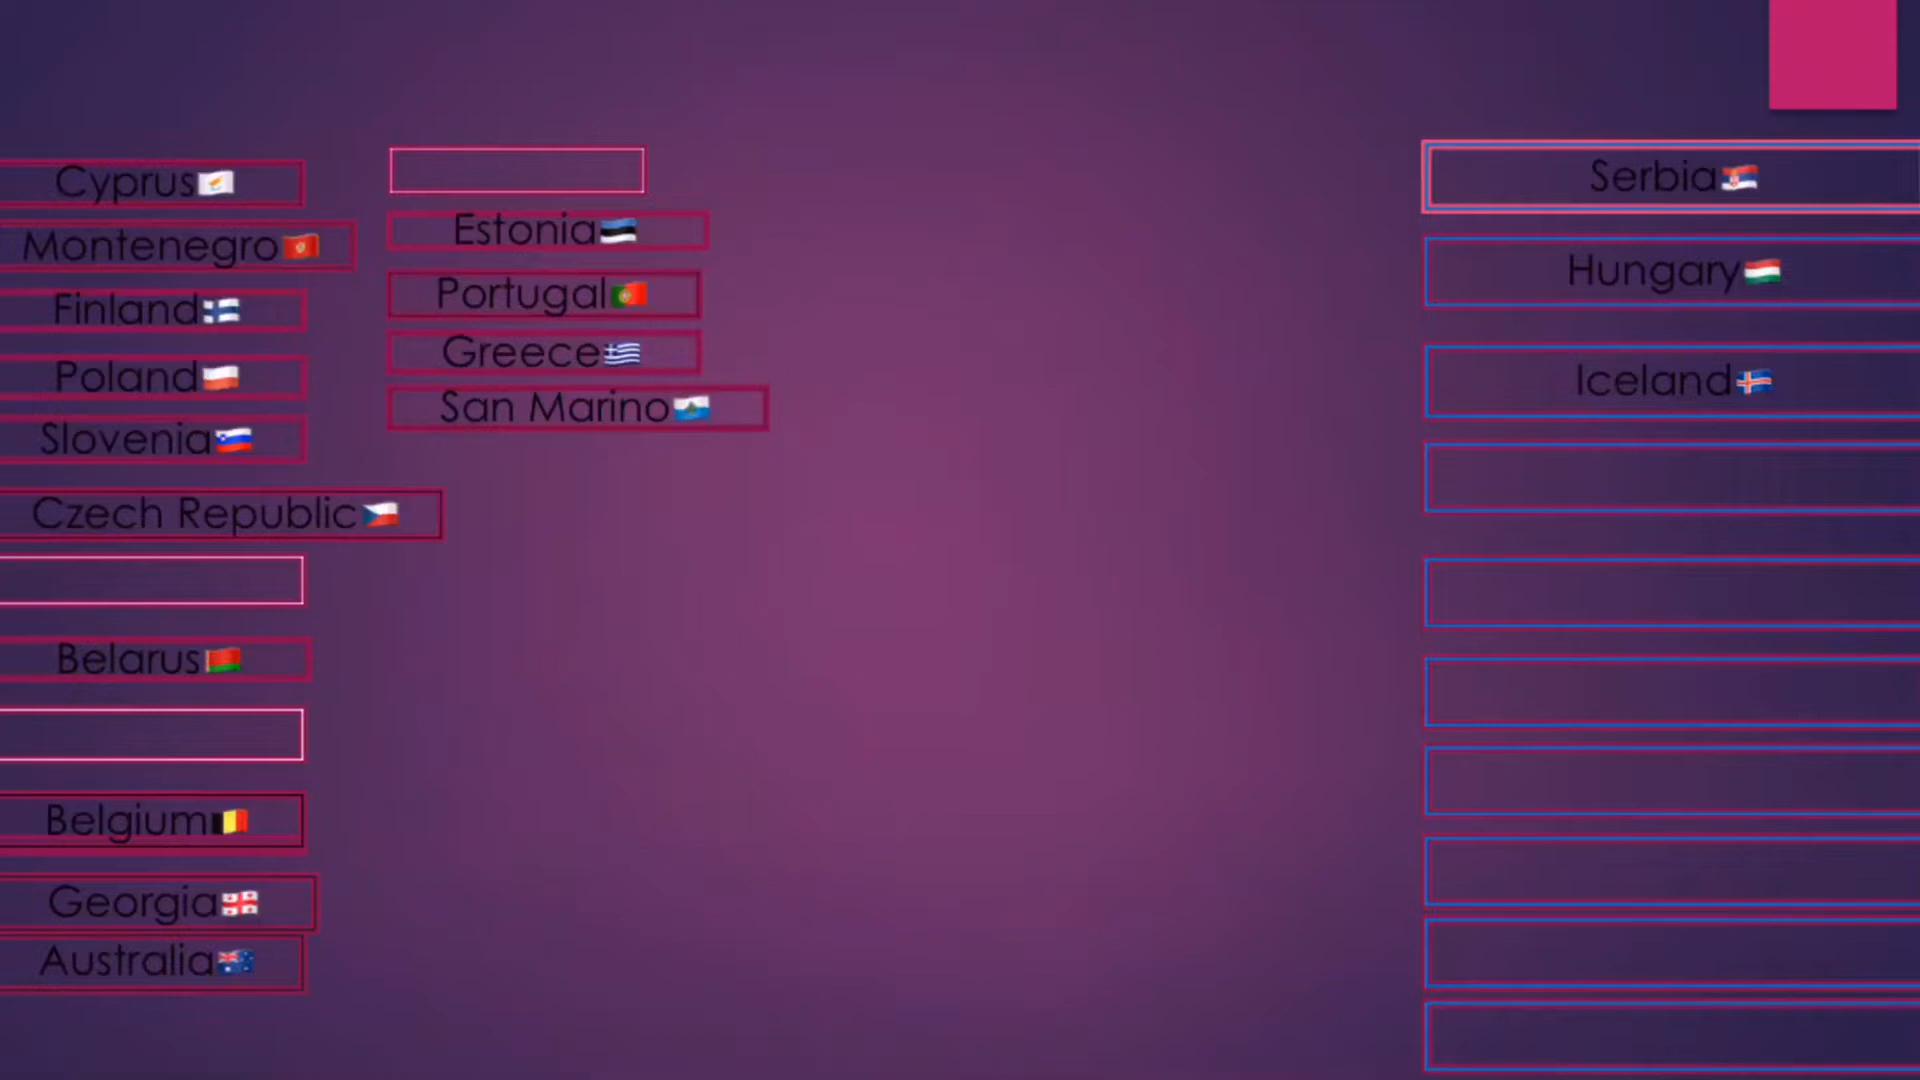 Cyprus🇨🇾
Montenegro🇲🇪
Finland🇫🇮
Poland🇵🇱
Slovenia🇸🇮
Czech Republic🇨🇿
Belarus🇧🇾
Belgium🇧🇪
Georgia🇬🇪
Australia🇦🇺
Estonia🇪🇪
Portugal🇵🇹
Greece🇬🇷
San Marino🇸🇲
Serbia🇷🇸
Hungary🇭🇺
Iceland🇮🇸